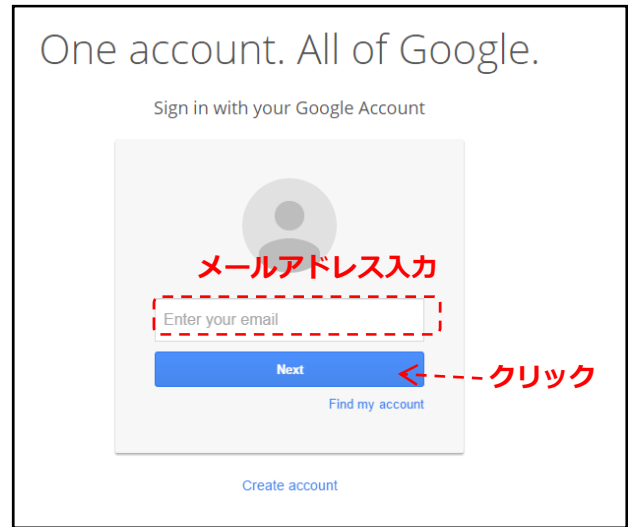 One account. All of Google.
Sign in with your Google Account
メールアドレス入力
Enter your email
Next
クリック
Find my account
Create account